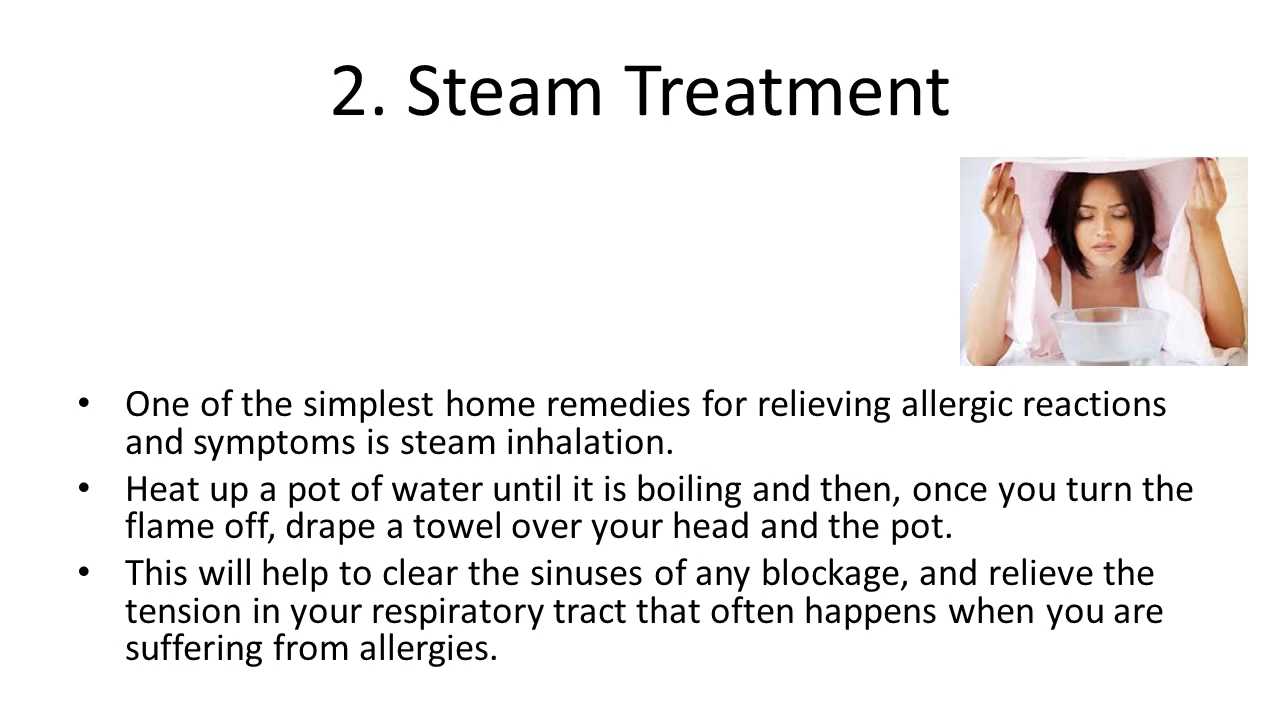 2. Steam Treatment
• One of the simplest home remedies for relieving allergic reactions
and symptoms is steam inhalation.
• Heat up a pot of water until it is boiling and then, once you turn the
flame off, drape a towel over your head and the pot.
• This will help to clear the sinuses of any blockage, and relieve the
tension in your respiratory tract that often happens when you are
suffering from allergies.